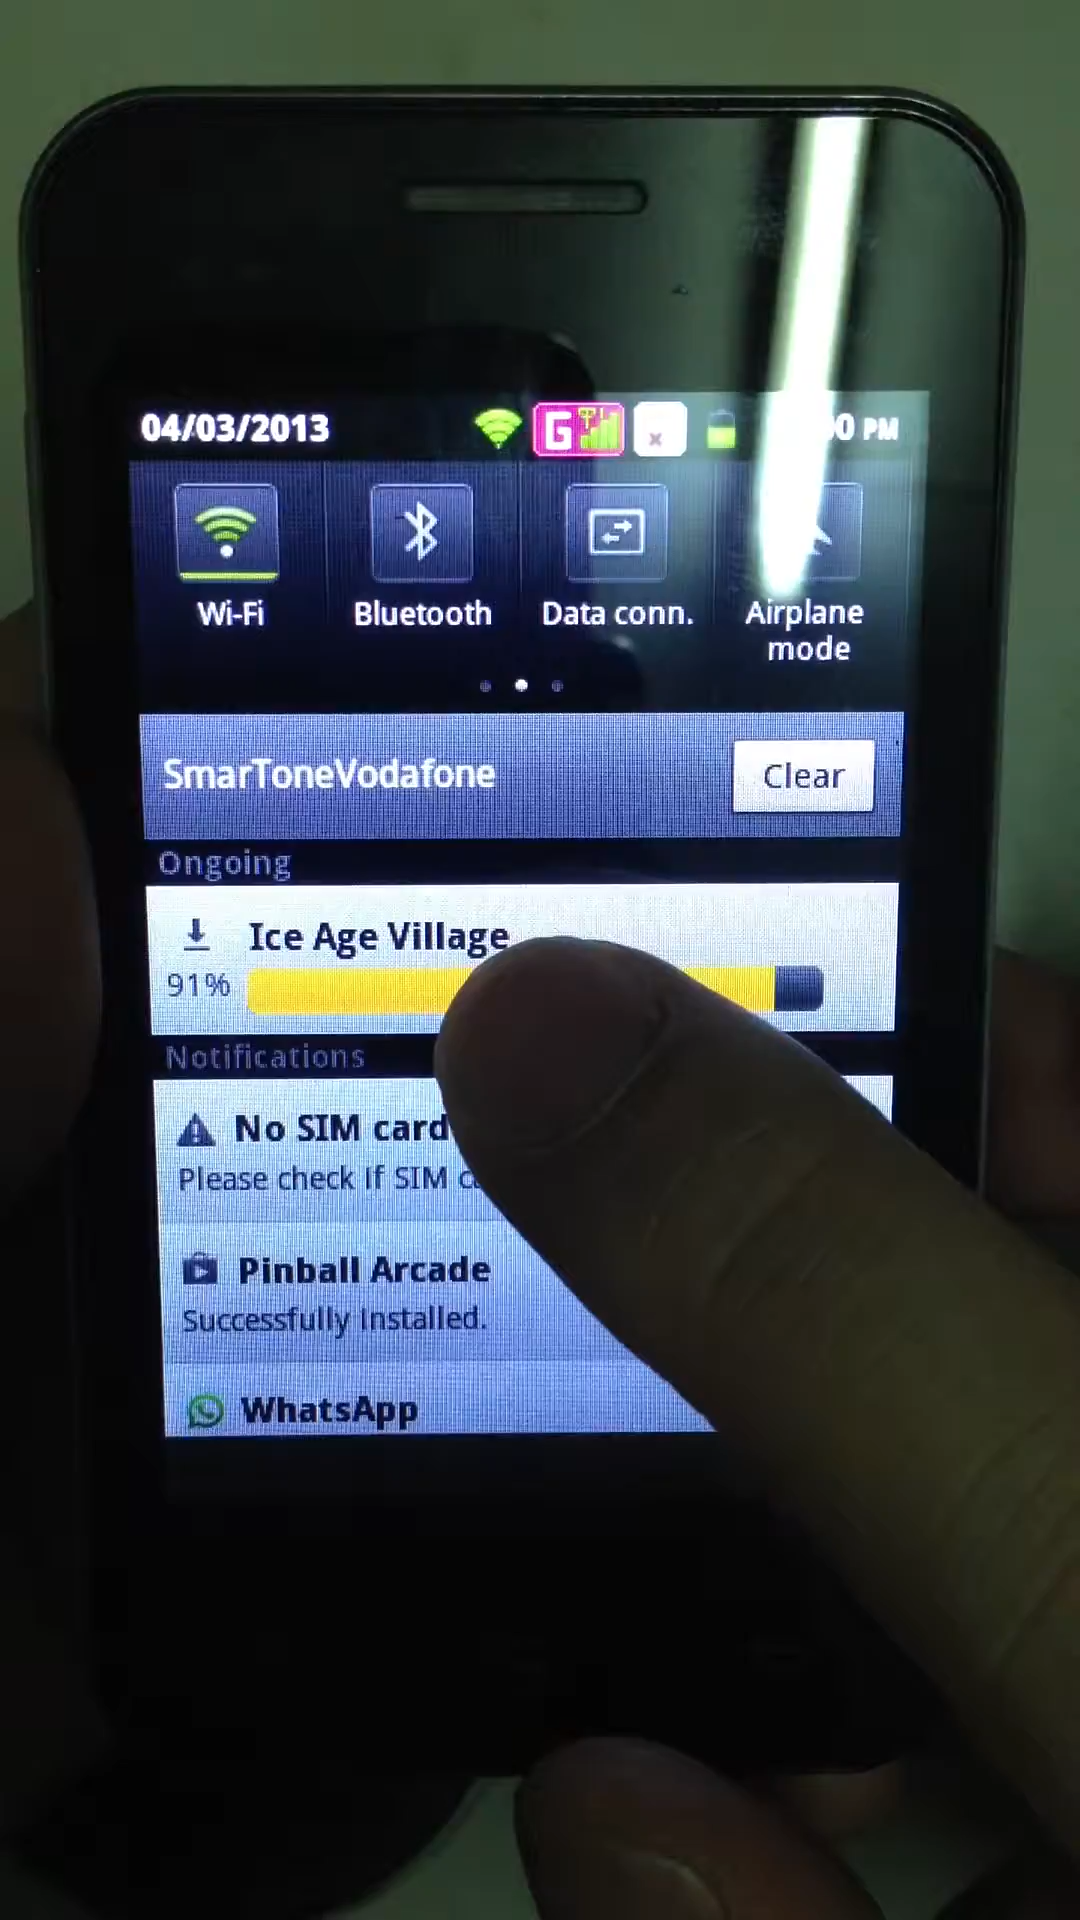 04/03/2013 G PM
Wi-Fi Bluetooth Data conn. Airplane mode
SmarToneVodafone Clear
Ongoing
Ice Age Village
91%
Notifications
No SIM card
Please check if SIM
Pinball Arcade
Successfully installed.
WhatsApp